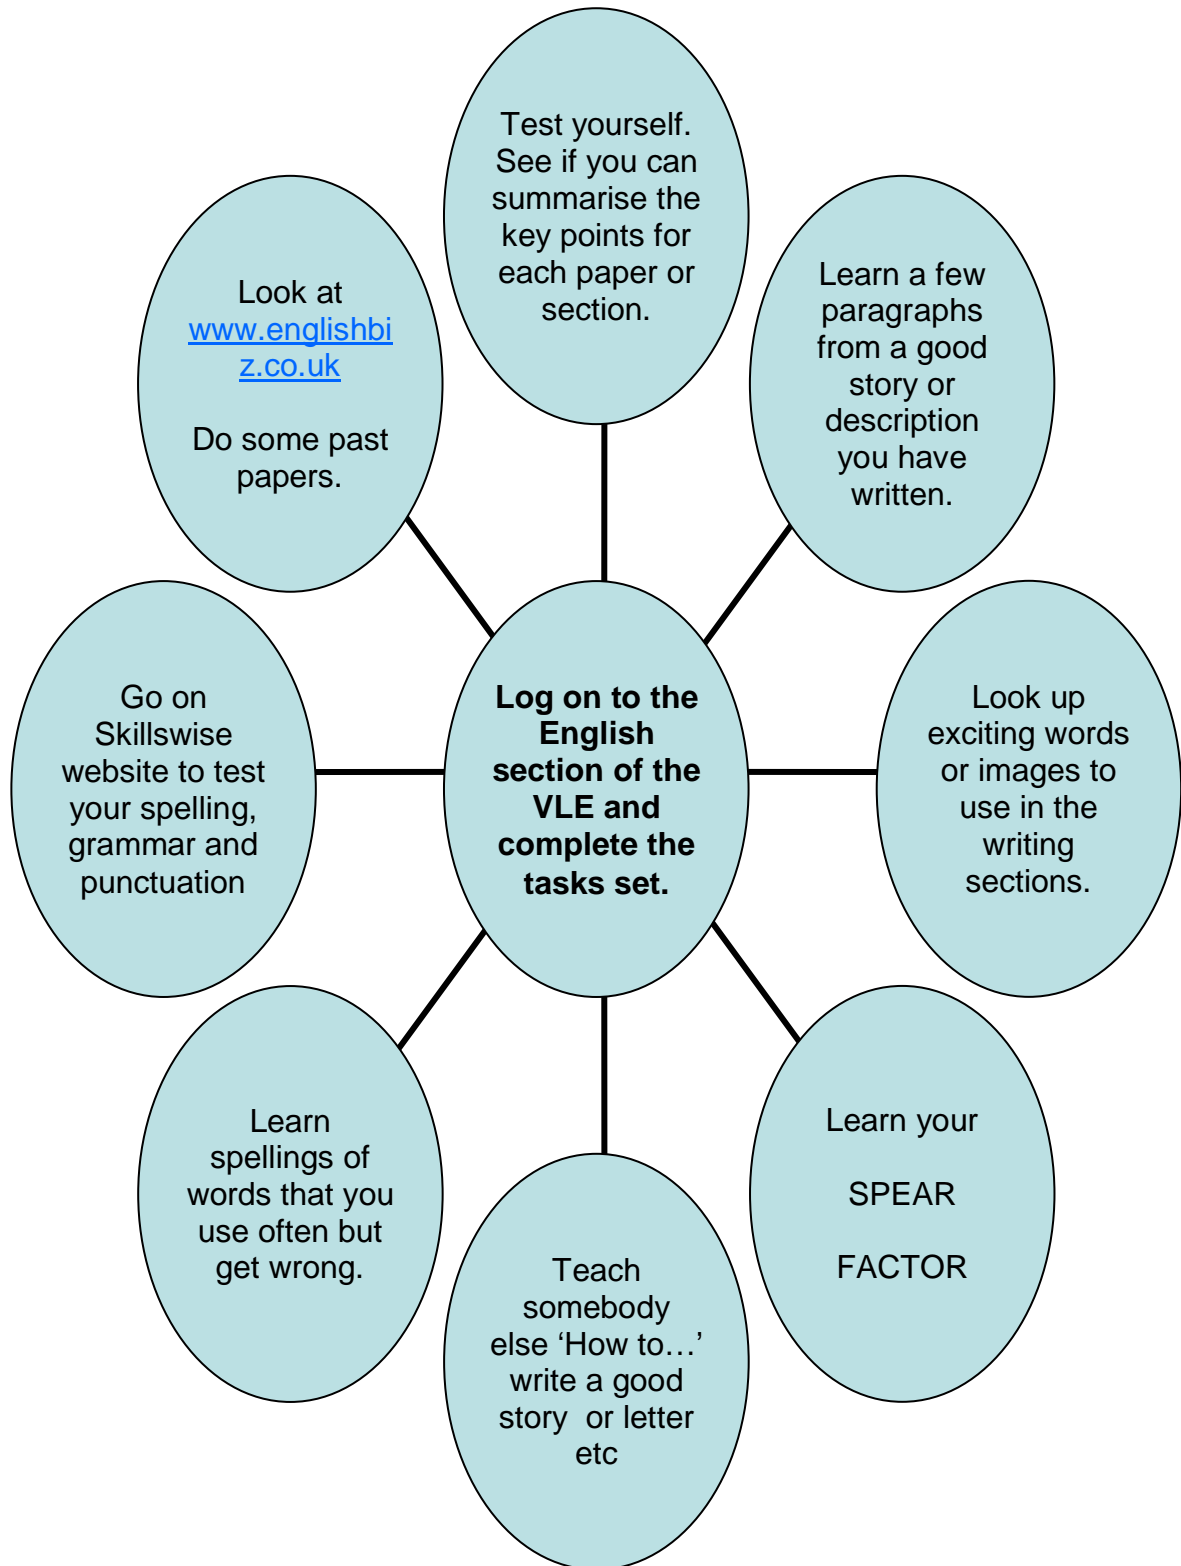 Test yourself.
See if you can
summarise the
key points for
each paper or
section.
Learn a few
paragraphs
from a good
story or
description
you have
written.
Look up
exciting words
or images to
use in the
writing
sections.
Learn your
SPEAR
FACTOR
Teach
somebody
else ‘How to…’
write a good
story  or letter
etc
Learn
spellings of
words that you
use often but
get wrong.
Go on
Skillswise
website to test
your spelling,
grammar and
punctuation
Look at
www.englishbi
z.co.uk
Do some past
papers.
Log on to the
English
section of the
VLE and
complete the
tasks set.